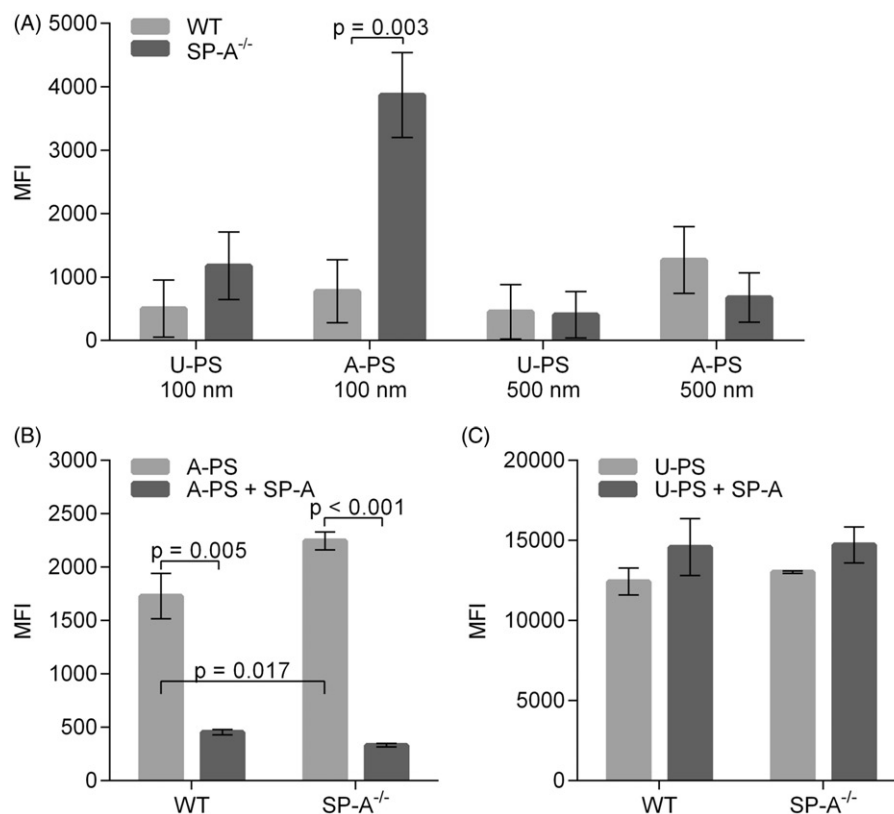 (A)
WT
SP-A-/-
p = 0.003
5000
4000
3000
2000
1000
0
MFI
U-PS
100 nm
A-PS
100 nm
U-PS
500 nm
A-PS
500 nm
(B)
A-PS
A-PS + SP-A
p < 0.001
p = 0.005
p = 0.017
3000
2500
2000
1500
1000
500
0
MFI
WT
SP-A-/-
(C)
U-PS
U-PS + SP-A
20000
15000
10000
5000
0
MFI
WT
SP-A-/-